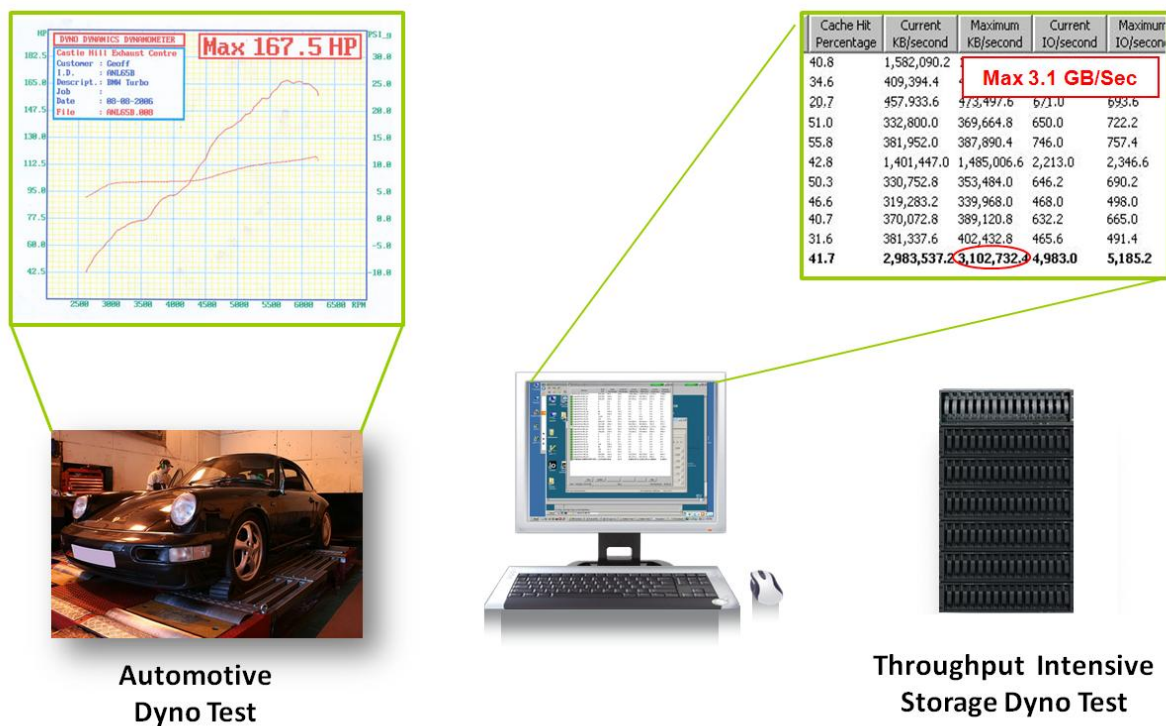 HP
DYNO DYNAMICS DYNAMOMETER
Max 167.5 HP
Castle Hill Exhaust Centre
Customer : Geoff
I.D. : ANL65B
Descript.: BMW Turbo
Job :
Date : 08-08-2006
File : ANL65B.000
182.5
165.0
147.5
130.0
112.5
95.0
77.5
60.0
42.5
30.0
25.0
20.0
15.0
10.0
5.0
0.0
-5.0
-10.0
2500 3000 3500 4000 4500 5000 5500 6000 6500 RPM
Cache Hit Percentage Current KB/second Maximum KB/second Current IO/second Maximum
40.8 1,582,090.2
Max 3.1 GB/Sec
34.6 409,394.4
20.7 457,933.6 473,497.6 671.0 693.6
51.0 332,800.0 369,664.8 650.0 722.2
55.8 381,952.0 387,890.4 746.0 757.4
42.8 1,401,447.0 1,485,006.6 2,213.0 2,346.6
50.3 330,752.8 353,484.0 646.2 690.2
46.6 319,283.2 339,968.0 468.0 498.0
40.7 370,072.8 389,120.8 632.2 665.0
31.6 381,337.6 402,432.8 465.6 491.4
41.7 2,983,537.2 3,102,732.4 4,983.0 5,185.2
Automotive
Dyno Test
Throughput Intensive
Storage Dyno Test